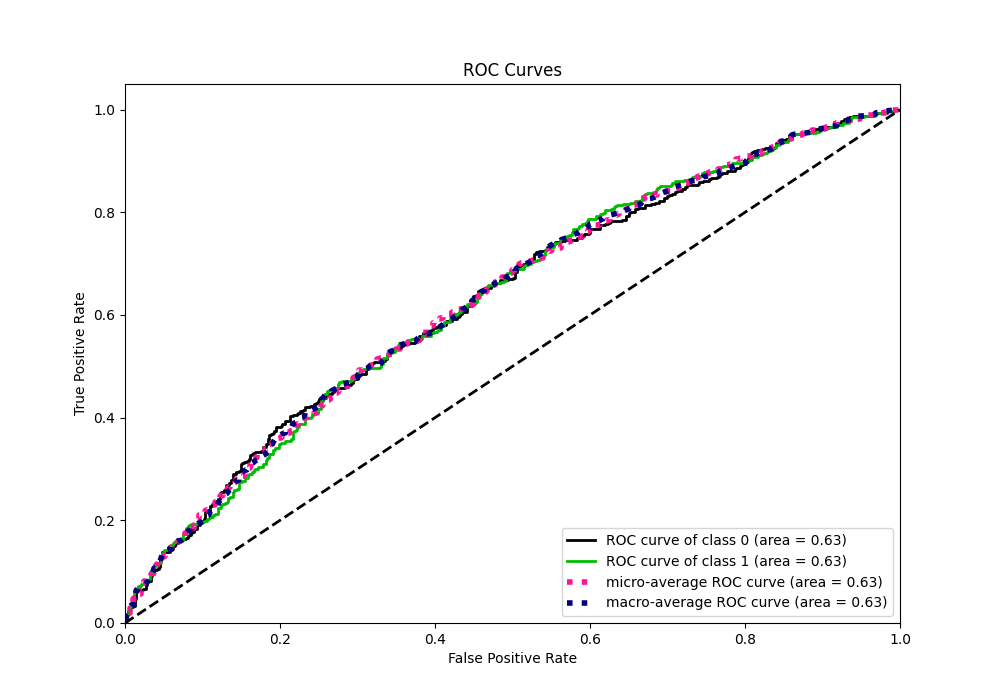 ROC Curves
True Positive Rate
1.0
0.8
0.6
0.4
0.2
0.0
ROC curve of class 0 (area = 0.63)
ROC curve of class 1 (area = 0.63)
micro-average ROC curve (area = 0.63)
macro-average ROC curve (area = 0.63)
0.0 0.2 0.4 0.6 0.8 1.0
False Positive Rate